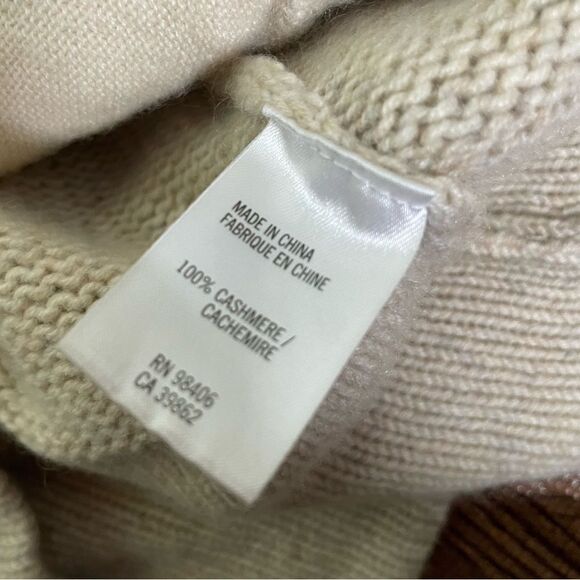 MADE IN CHINA
FABRIQUE EN CHINE
100% CASHMERE /
CACHEMIRE
RN 98406
CA 39862